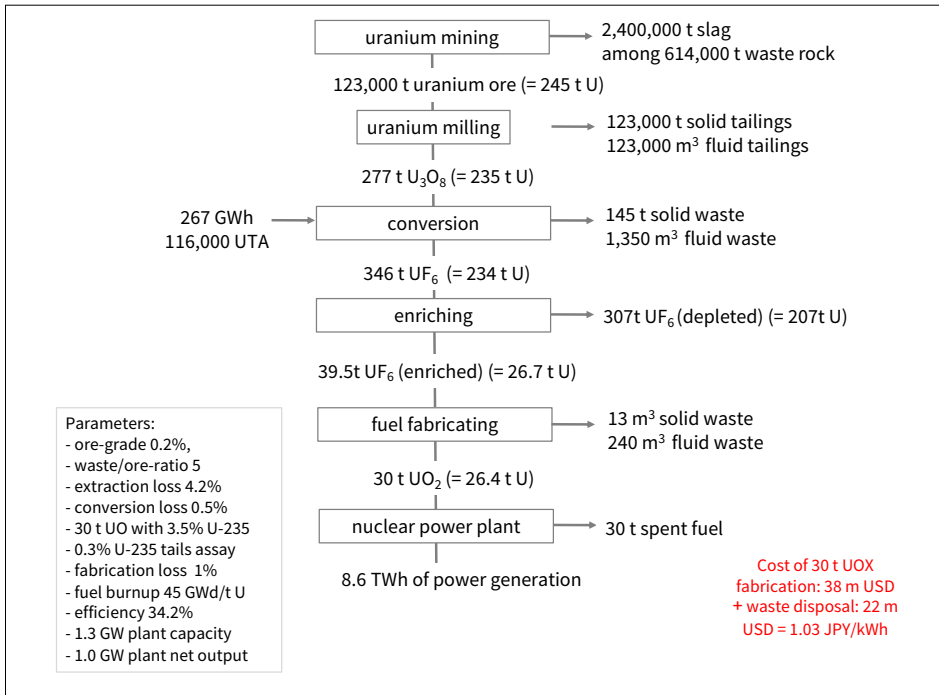 uranium mining
2,400,000 t slag
among 614,000 t waste rock
123,000 t uranium ore (= 245 t U)
uranium milling
123,000 t solid tailings
123,000 m³ fluid tailings
277 t U₃O₈ (= 235 t U)
267 GWh
116,000 UTA
conversion
145 t solid waste
1,350 m³ fluid waste
346 t UF₆ (= 234 t U)
enriching
307t UF₆ (depleted) (= 207t U)
39.5t UF₆ (enriched) (= 26.7 t U)
fuel fabricating
13 m³ solid waste
240 m³ fluid waste
30 t UO₂ (= 26.4 t U)
nuclear power plant
30 t spent fuel
8.6 TWh of power generation
Parameters:
- ore-grade 0.2%,
- waste/ore-ratio 5
- extraction loss 4.2%
- conversion loss 0.5%
- 30 t UO with 3.5% U-235
- 0.3% U-235 tails assay
- fabrication loss 1%
- fuel burnup 45 GWd/t U
- efficiency 34.2%
- 1.3 GW plant capacity
- 1.0 GW plant net output
Cost of 30 t UOX
fabrication: 38 m USD
+ waste disposal: 22 m
USD = 1.03 JPY/kWh